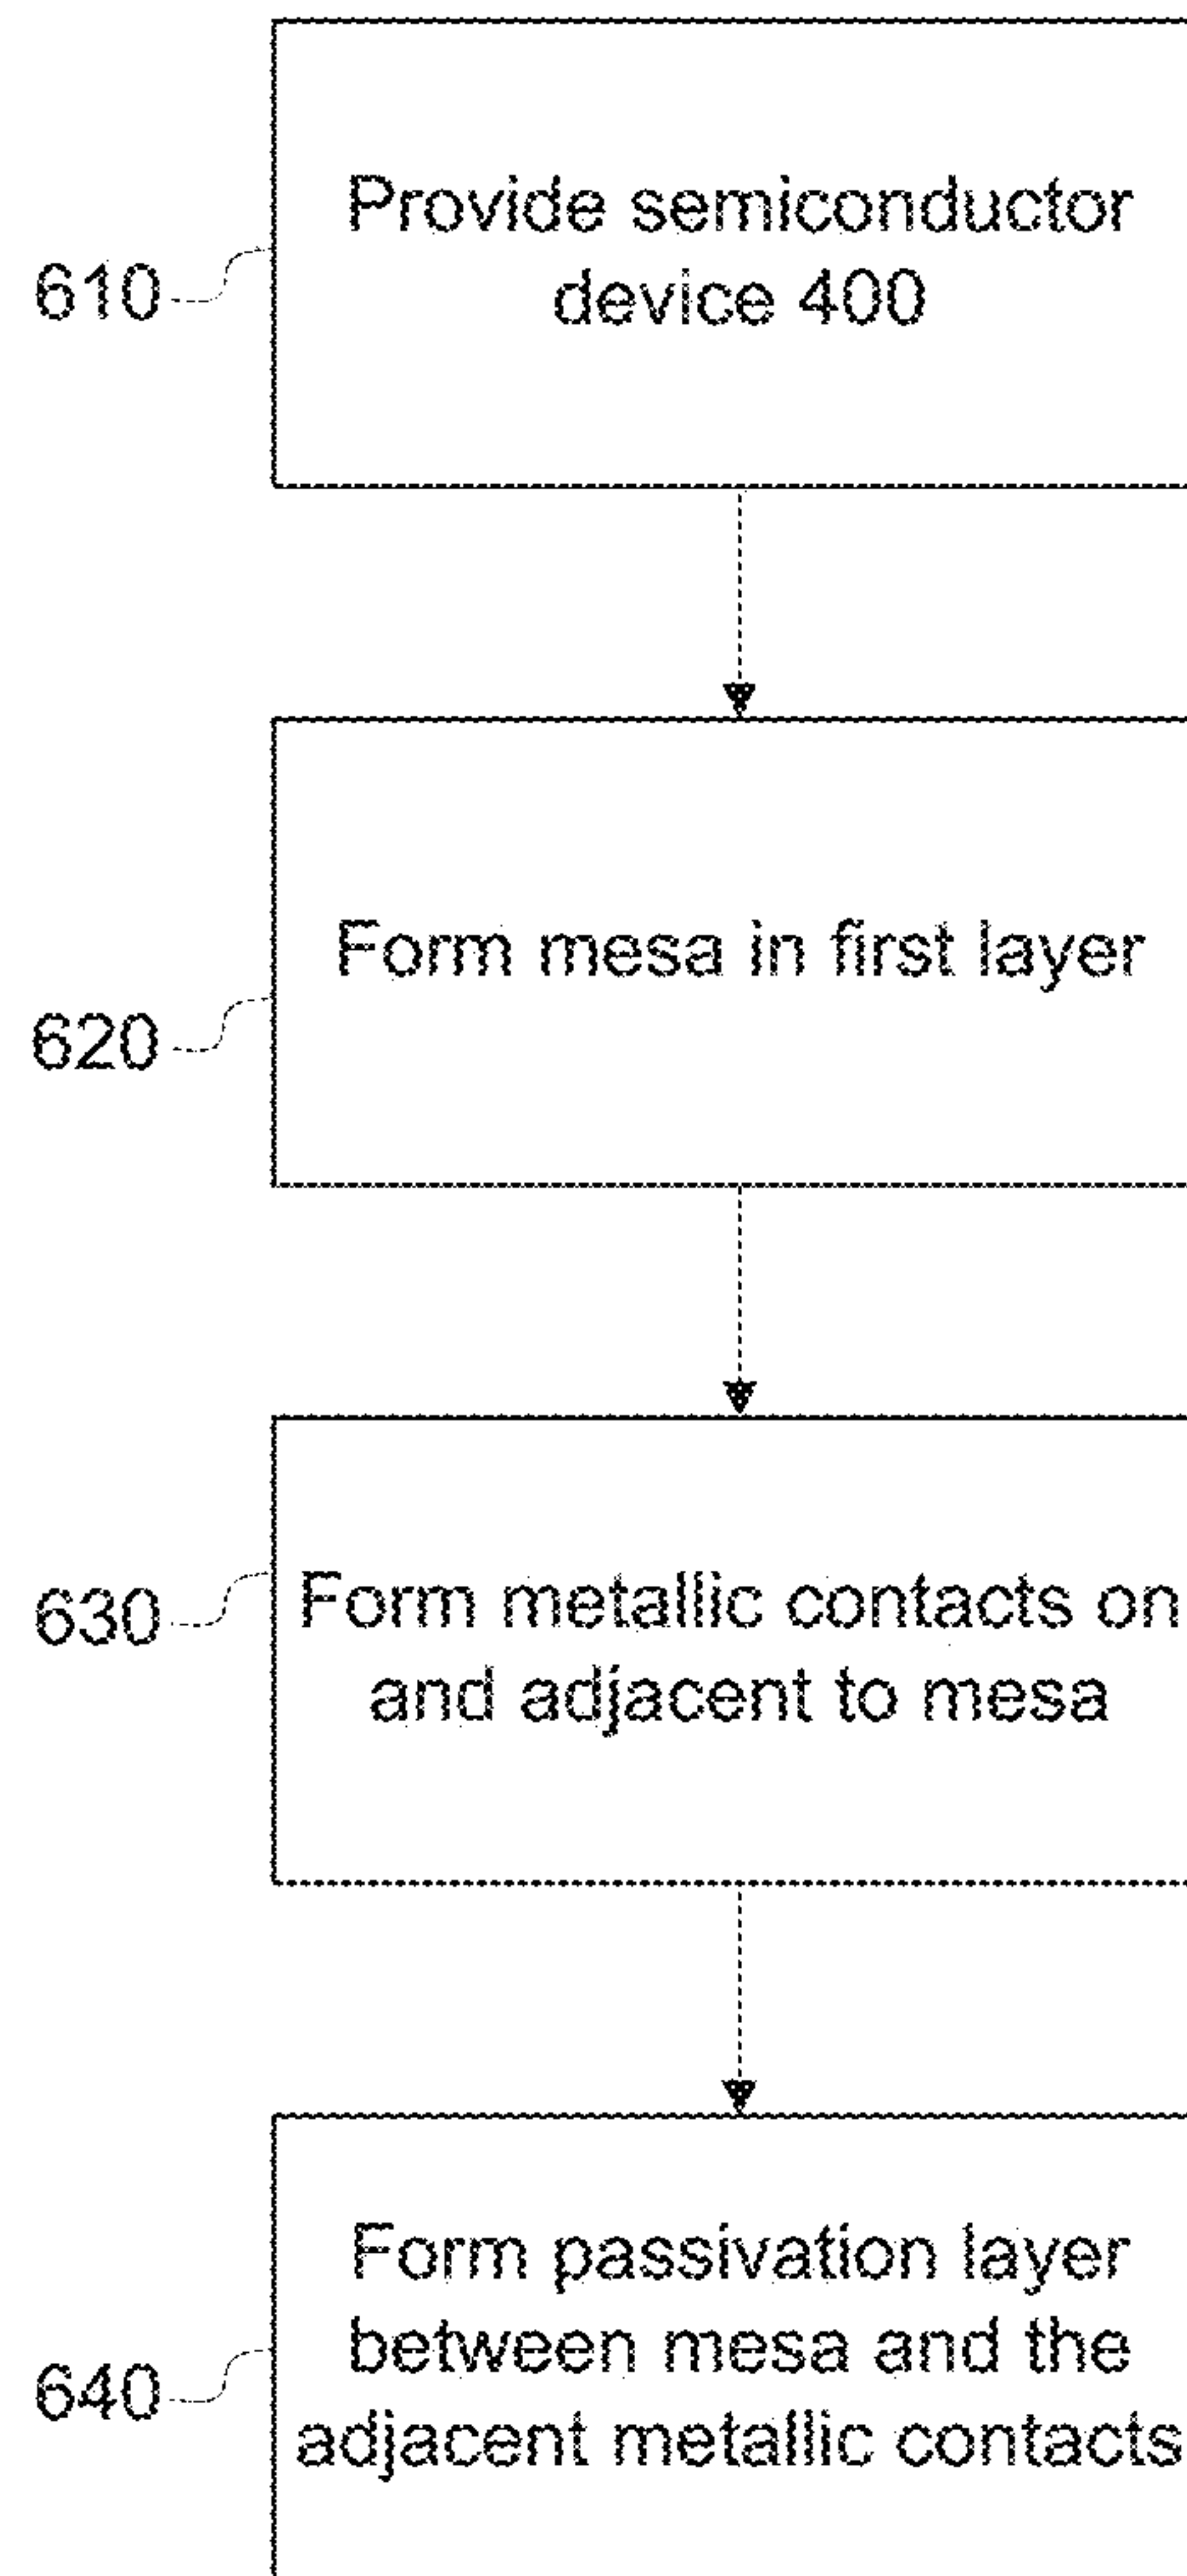 Provide semiconductor
device 400
610
Form mesa in first layer
620
Form metallic contacts on
and adjacent to mesa
630
Form passivation layer
between mesa and the
adjacent metallic contacts
640